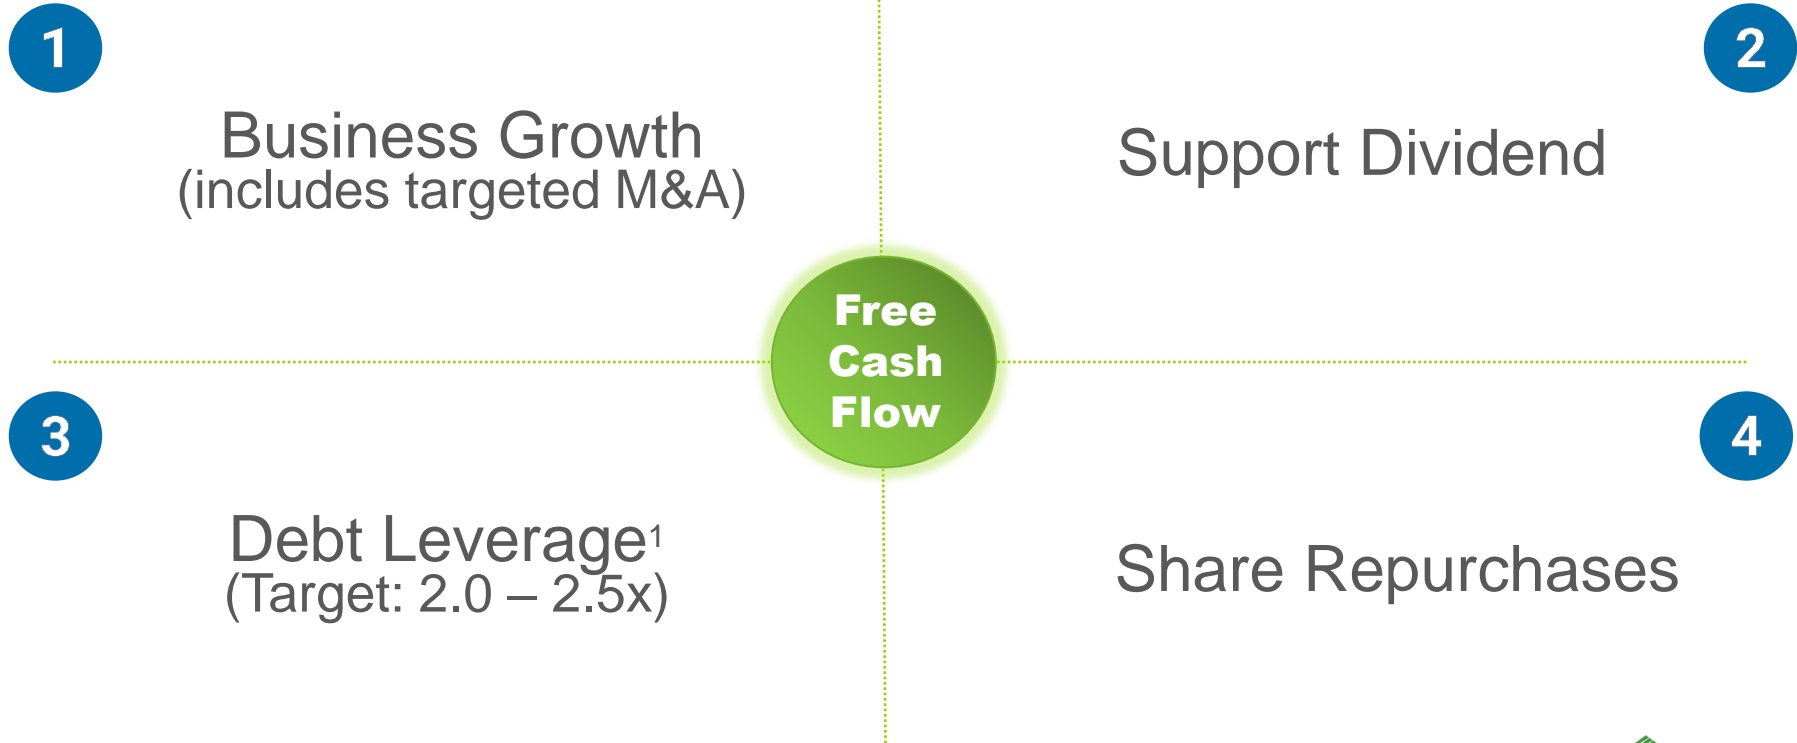 1
Business Growth
(includes targeted M&A)
2
Support Dividend
Free
Cash
Flow
3
Debt Leverage¹
(Target: 2.0 – 2.5x)
4
Share Repurchases